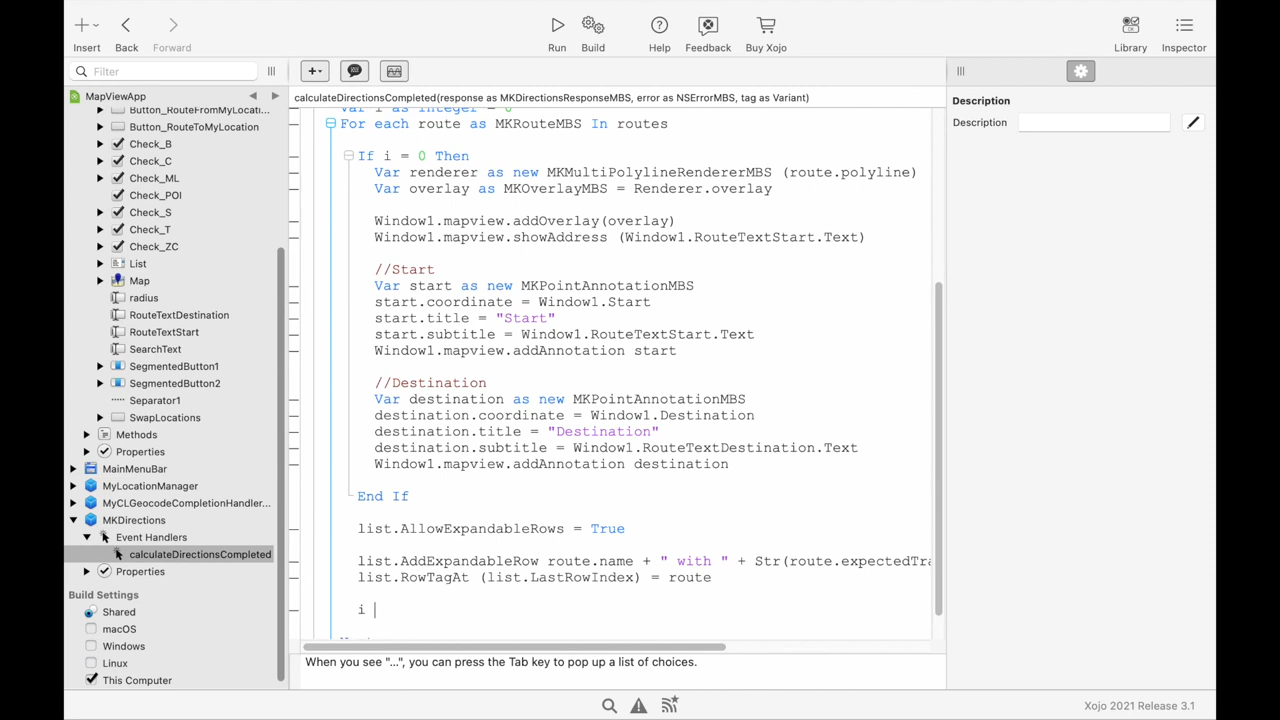 Insert Back Forward Run Build Help Feedback Buy Xojo Library Inspector
Filter
MapViewApp
Button_RouteFromMyLocati...
Button_RouteToMyLocation
Check_B
Check_C
Check_ML
Check_POI
Check_S
Check_T
Check_ZC
List
Map
radius
RouteTextDestination
RouteTextStart
SearchText
SegmentedButton1
SegmentedButton2
Separator1
SwapLocations
Methods
Properties
MainMenuBar
MyLocationManager
MyCLGeocodeCompletionHandler...
MKDirections
Event Handlers
calculateDirectionsCompleted
Properties
Build Settings
Shared
macOS
Windows
Linux
This Computer
calculateDirectionsCompleted(response as MKDirectionsResponseMBS, error as NSErrorMBS, tag as Variant)
Var i as Integer = 0
For each route as MKRouteMBS In routes
If i = 0 Then
Var renderer as new MKMultiPolylineRendererMBS (route.polyline)
Var overlay as MKOverlayMBS = Renderer.overlay
Window1.mapview.addOverlay(overlay)
Window1.mapview.showAddress (Window1.RouteTextStart.Text)
//Start
Var start as new MKPointAnnotationMBS
start.coordinate = Window1.Start
start.title = "Start"
start.subtitle = Window1.RouteTextStart.Text
Window1.mapview.addAnnotation start
//Destination
Var destination as new MKPointAnnotationMBS
destination.coordinate = Window1.Destination
destination.title = "Destination"
destination.subtitle = Window1.RouteTextDestination.Text
Window1.mapview.addAnnotation destination
End If
list.AllowExpandableRows = True
list.AddExpandableRow route.name + " with " + Str(route.expectedTra
list.RowTagAt (list.LastRowIndex) = route
i
When you see "...", you can press the Tab key to pop up a list of choices.
Description
Description
Xojo 2021 Release 3.1